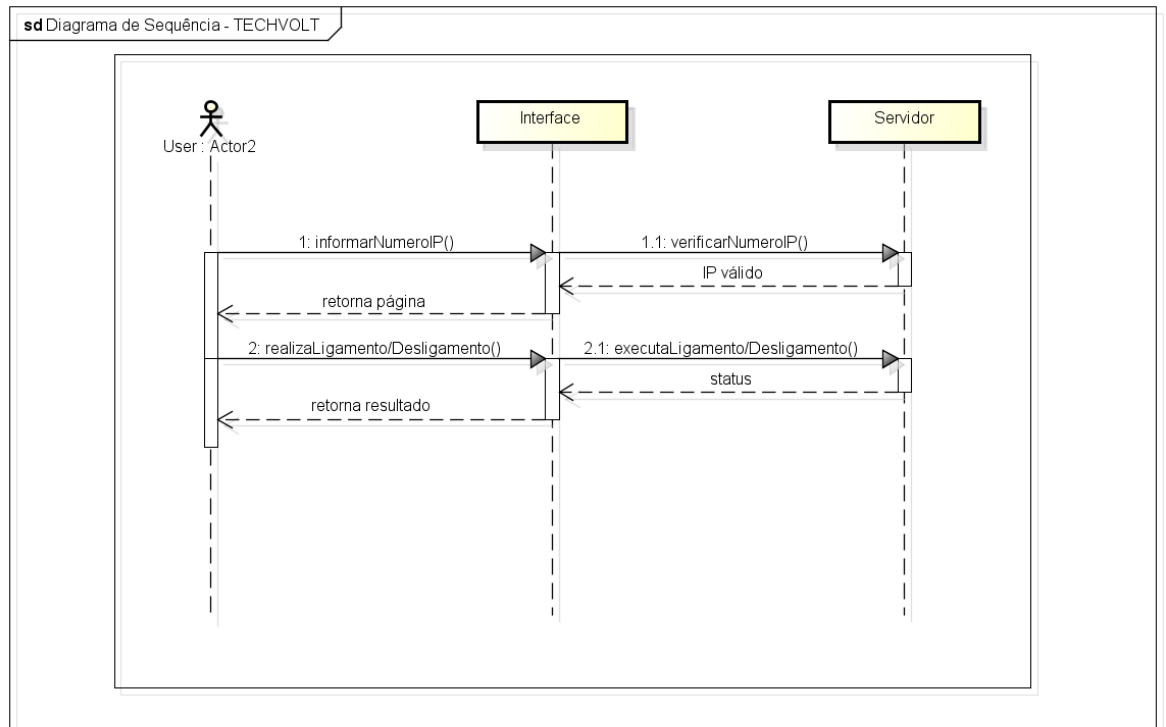 sd Diagrama de Sequência - TECHVOLT
User : Actor2
Interface
Servidor
1: informarNumeroIP()
1.1: verificarNumeroIP()
IP válido
retorna página
2: realizaLigamento/Desligamento()
2.1: executaLigamento/Desligamento()
status
retorna resultado